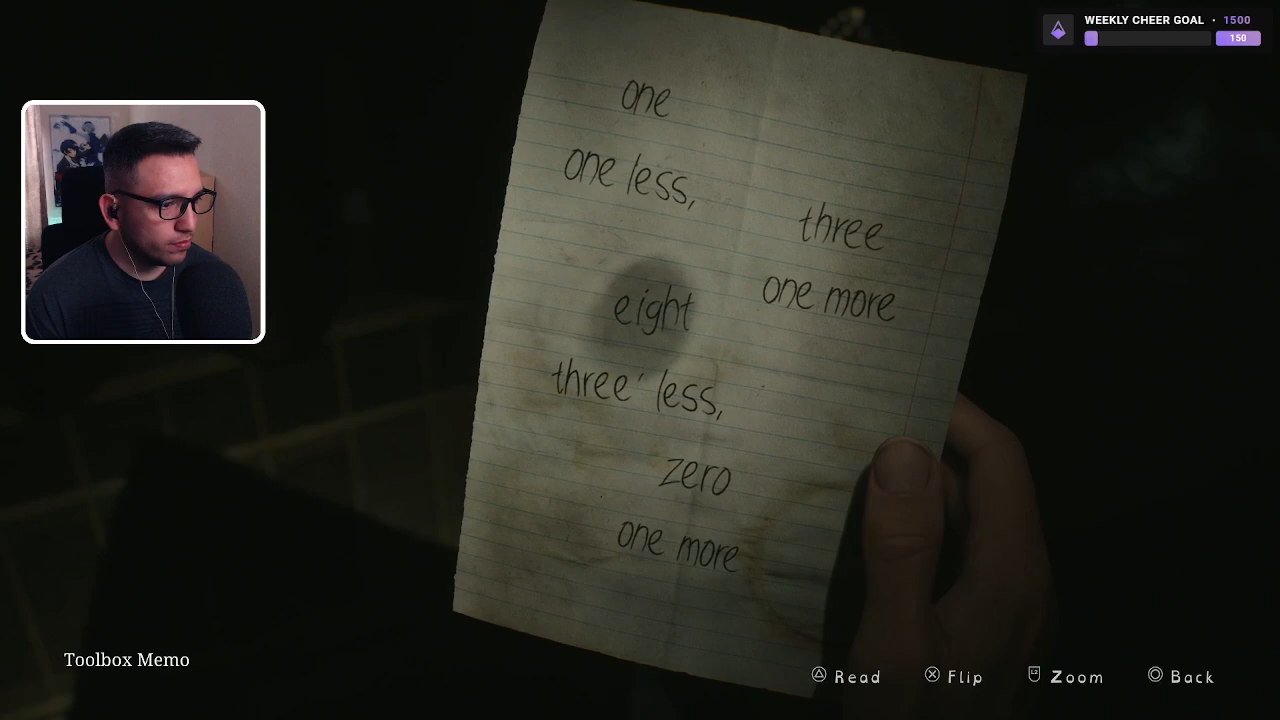 WEEKLY CHEER GOAL · 1500
150
one
one less,
three
one more
eight
three' less,
zero
one more
Toolbox Memo
Read
Flip
L2 Zoom
Back